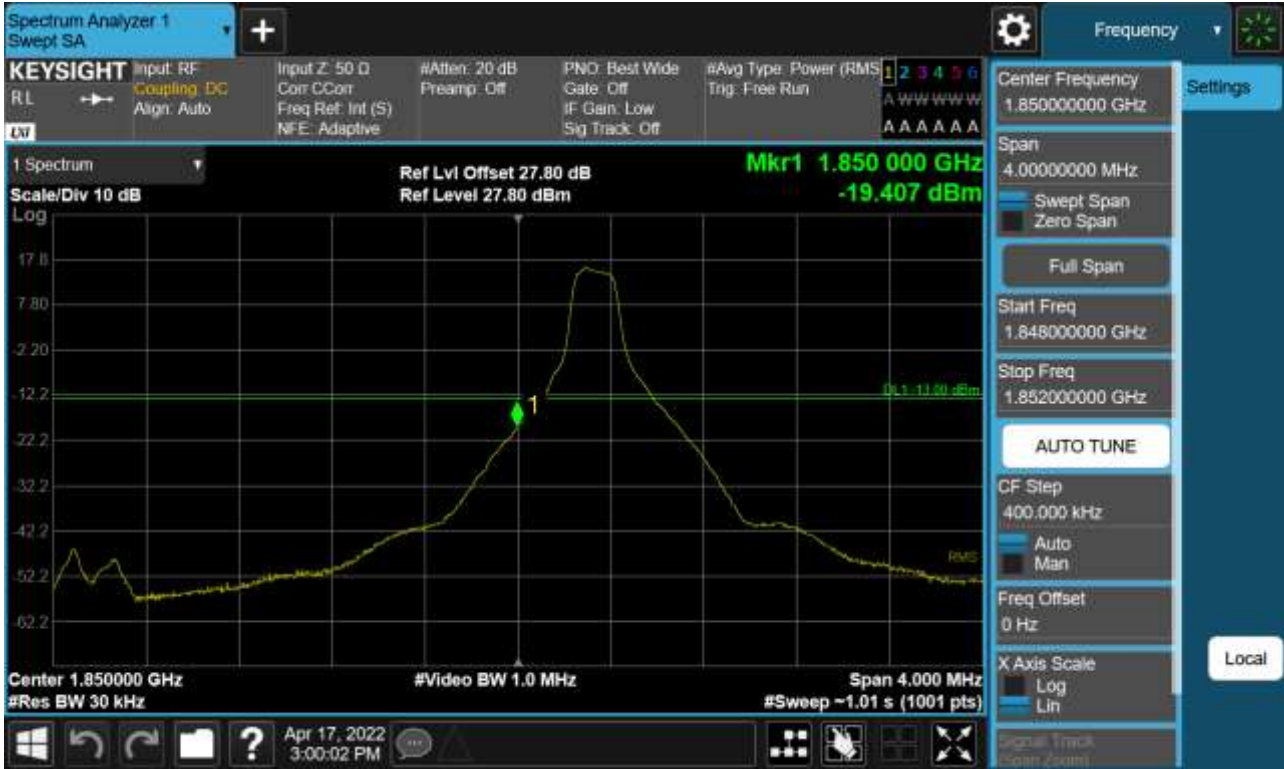 Spectrum Analyzer 1
Swept SA
+
Frequency
KEYSIGHT
RL
LXI
Input: RF
Coupling: DC
Align: Auto
Input Z: 50 Ω
Corr CCorr
Freq Ref: Int (S)
NFE: Adaptive
#Atten: 20 dB
Preamp: Off
PNO: Best Wide
Gate: Off
IF Gain: Low
Sig Track: Off
#Avg Type: Power (RMS
Trig: Free Run
1 2 3 4 5 6
A W W W W W
A A A A A A
1 Spectrum
Scale/Div 10 dB
Log
Ref Lvl Offset 27.80 dB
Ref Level 27.80 dBm
Mkr1 1.850 000 GHz
-19.407 dBm
17.8
7.80
-2.20
-12.2
-22.2
-32.2
-42.2
-52.2
-62.2
DL1 -13.00 dBm
1
RMS
Center 1.850000 GHz
#Res BW 30 kHz
#Video BW 1.0 MHz
Span 4.000 MHz
#Sweep ~1.01 s (1001 pts)
Center Frequency
1.850000000 GHz
Settings
Span
4.00000000 MHz
Swept Span
Zero Span
Full Span
Start Freq
1.848000000 GHz
Stop Freq
1.852000000 GHz
AUTO TUNE
CF Step
400.000 kHz
Auto
Man
Freq Offset
0 Hz
X Axis Scale
Log
Lin
Local
Signal Track
(Span Zoom)
?
Apr 17, 2022
3:00:02 PM